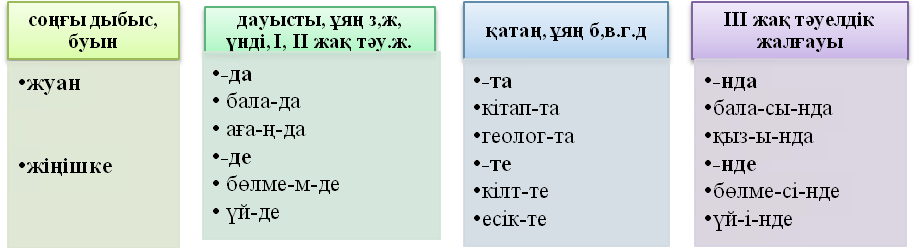 соңғы дыбыс,
буын
•жуан
•жіңішке
дауысты, ұяң з,ж,
үнді, І, ІІ жақ тәу.ж.
•-да
• бала-да
• аға-ң-да
•-де
• бөлме-м-де
• үй-де
қатаң, ұяң б,в.г.д
•-та
•кітап-та
•геолог-та
•-те
•кілт-те
•есік-те
ІІІ жақ тәуелдік
жалғауы
•-нда
•бала-сы-нда
•қыз-ы-нда
•-нде
•бөлме-сі-нде
•үй-і-нде